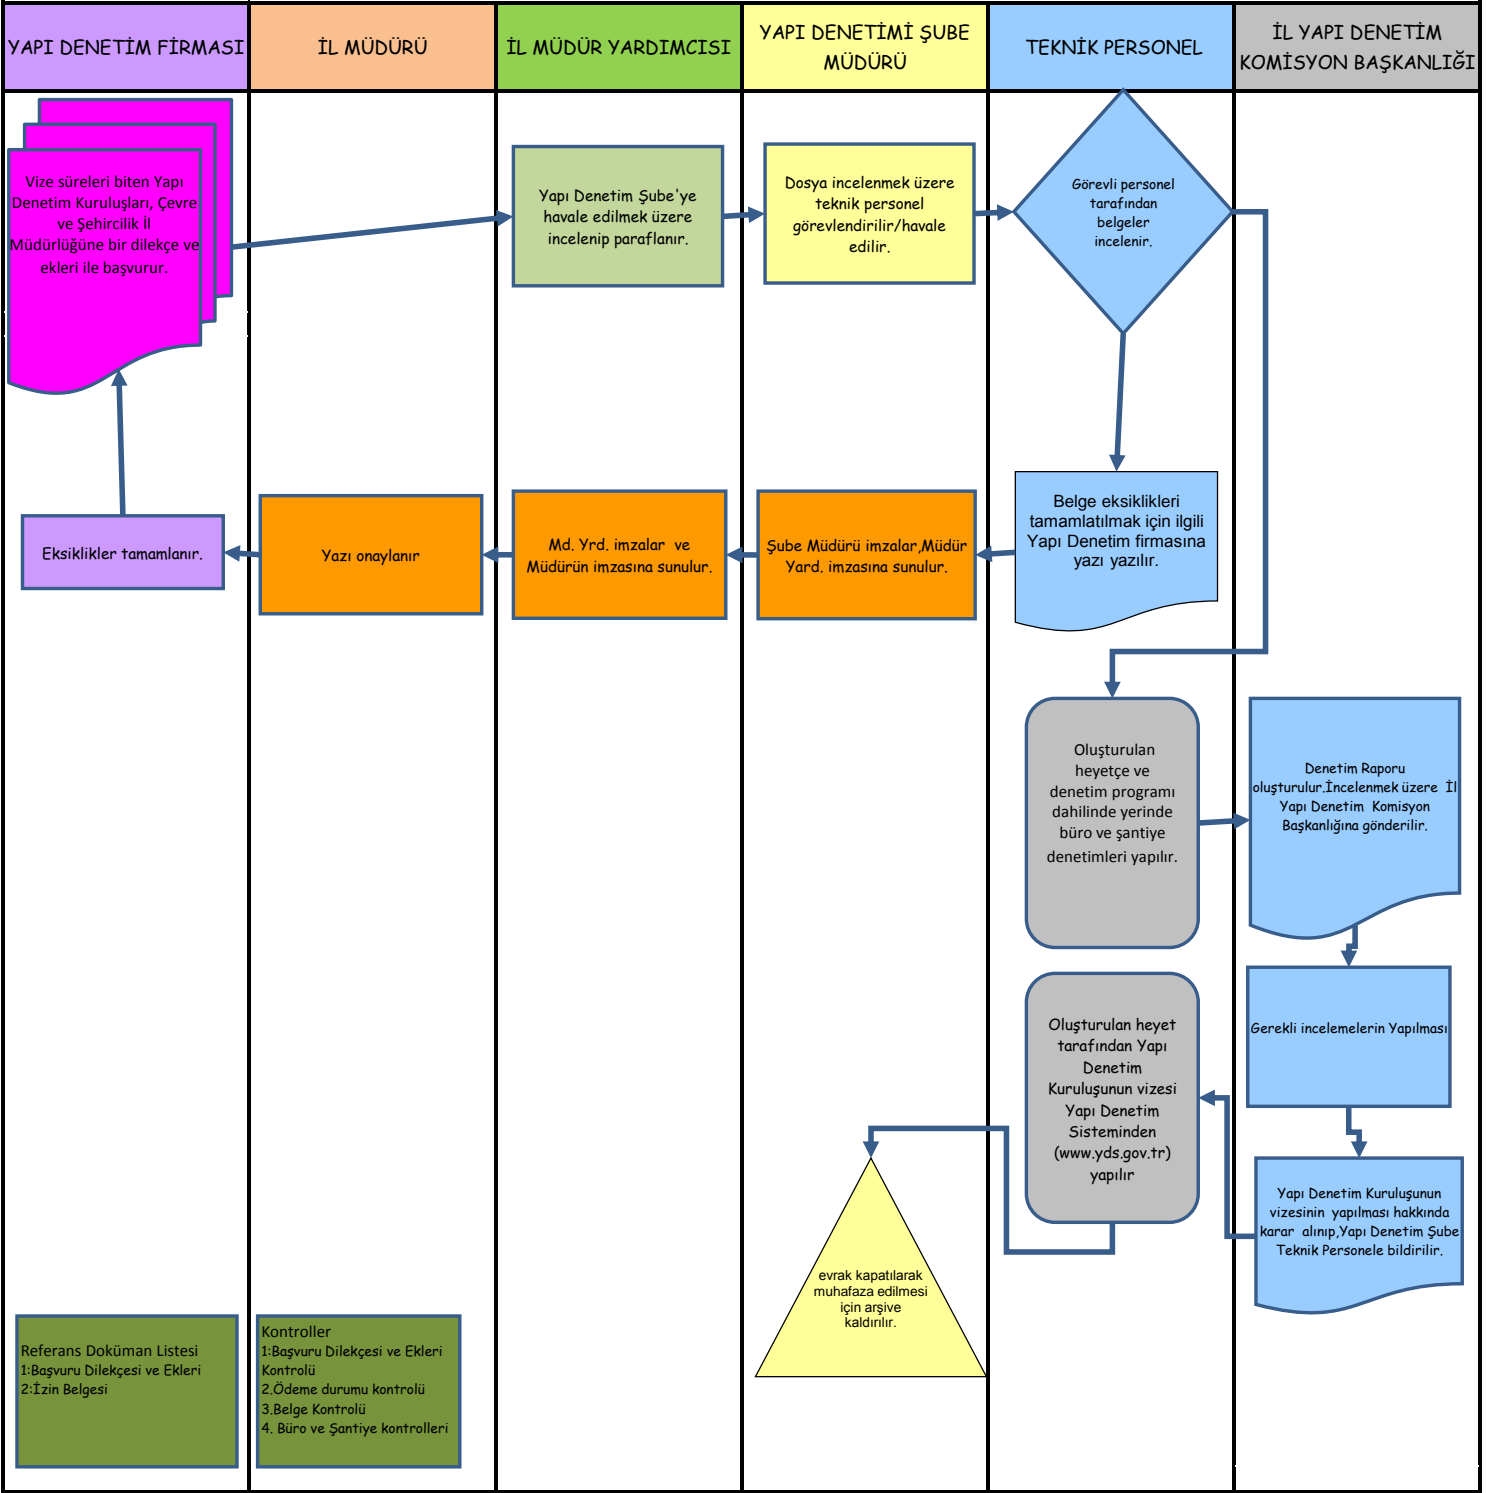 YAPI DENETİM FİRMASI
İL MÜDÜRÜ
İL MÜDÜR YARDIMCISI
YAPI DENETİMİ ŞUBE
MÜDÜRÜ
TEKNİK PERSONEL
İL YAPI DENETİM
KOMİSYON BAŞKANLIĞI
Vize süreleri biten Yapı
Denetim Kuruluşları, Çevre
ve Şehircilik İl
Müdürlüğüne bir dilekçe ve
ekleri ile başvurur.
Yapı Denetim Şube'ye
havale edilmek üzere
incelenip paraflanır.
Dosya incelenmek üzere
teknik personel
görevlendirilir/havale
edilir.
Görevli personel
tarafından
belgeler
incelenir.
Eksiklikler tamamlanır.
Yazı onaylanır
Md. Yrd. imzalar  ve
Müdürün imzasına sunulur.
Şube Müdürü imzalar,Müdür
Yard. imzasına sunulur.
Belge eksiklikleri
tamamlatılmak için ilgili
Yapı Denetim firmasına
yazı yazılır.
Oluşturulan
heyetçe ve
denetim programı
dahilinde yerinde
büro ve şantiye
denetimleri yapılır.
Denetim Raporu
oluşturulur.İncelenmek üzere  İl
Yapı Denetim  Komisyon
Başkanlığına gönderilir.
Gerekli incelemelerin Yapılması
Oluşturulan heyet
tarafından Yapı
Denetim
Kuruluşunun vizesi
Yapı Denetim
Sisteminden
(www.yds.gov.tr)
yapılır
Yapı Denetim Kuruluşunun
vizesinin  yapılması hakkında
karar  alınıp,Yapı Denetim Şube
Teknik Personele bildirilir.
evrak kapatılarak
muhafaza edilmesi
için arşive
kaldırılır.
Referans Doküman Listesi
1:Başvuru Dilekçesi ve Ekleri
2:İzin Belgesi
Kontroller
1:Başvuru Dilekçesi ve Ekleri
Kontrolü
2.Ödeme durumu kontrolü
3.Belge Kontrolü
4. Büro ve Şantiye kontrolleri